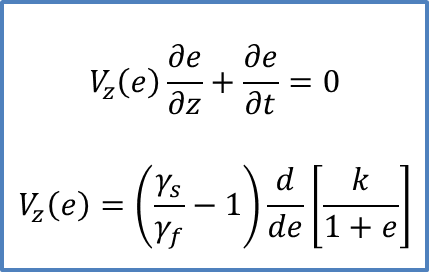 V_z(e) ∂e/∂z + ∂e/∂t = 0
V_z(e) = (γ_s/γ_f − 1) d/de [k/(1 + e)]